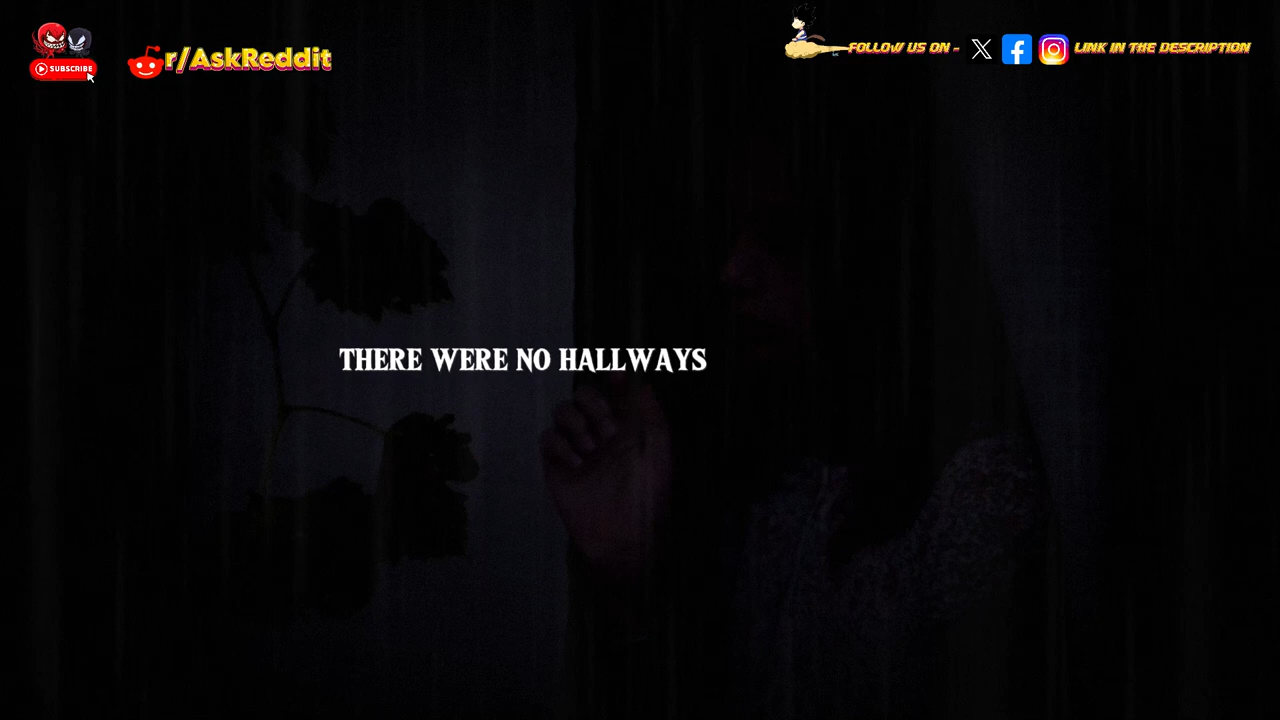 SUBSCRIBE
r/AskReddit
FOLLOW US ON -
LINK IN THE DESCRIPTION
THERE WERE NO HALLWAYS